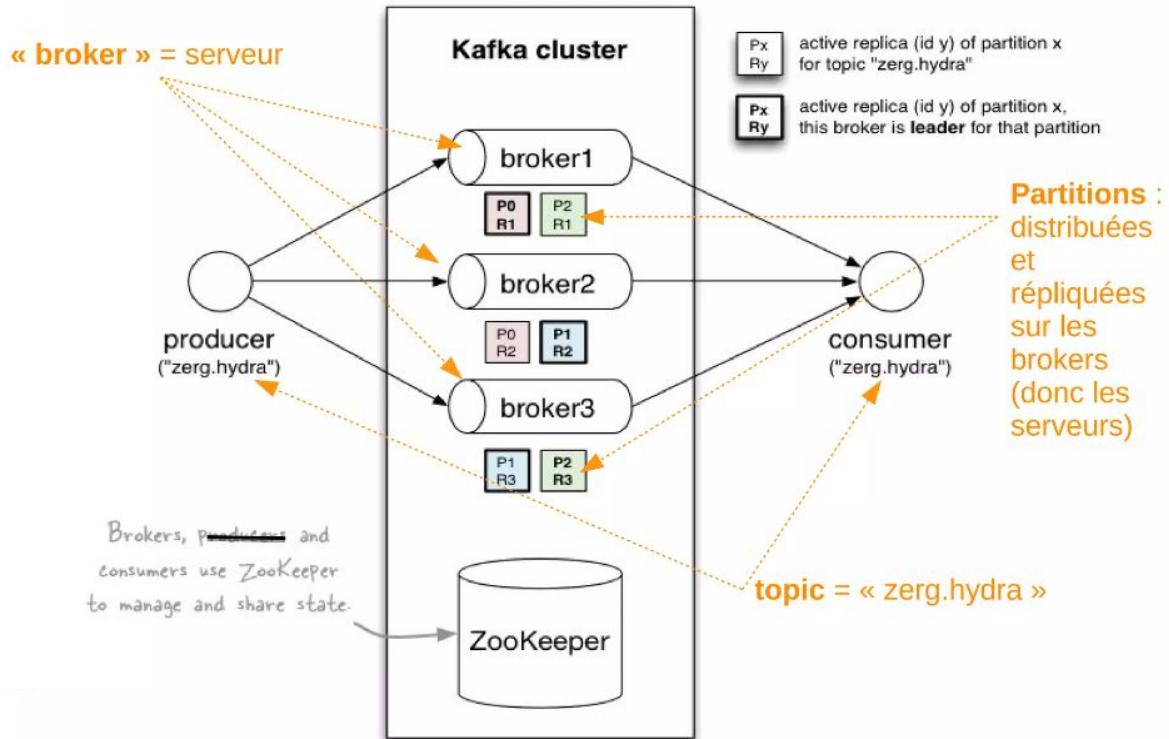 « broker » = serveur
Kafka cluster
Px
Ry
active replica (id y) of partition x
for topic "zerg.hydra"
Px
Ry
active replica (id y) of partition x,
this broker is leader for that partition
broker1
P0
R1
P2
R1
broker2
P0
R2
P1
R2
broker3
P1
R3
P2
R3
producer
("zerg.hydra")
consumer
("zerg.hydra")
Partitions :
distribuées
et
répliquées
sur les
brokers
(donc les
serveurs)
Brokers, producers and
consumers use ZooKeeper
to manage and share state.
ZooKeeper
topic = « zerg.hydra »